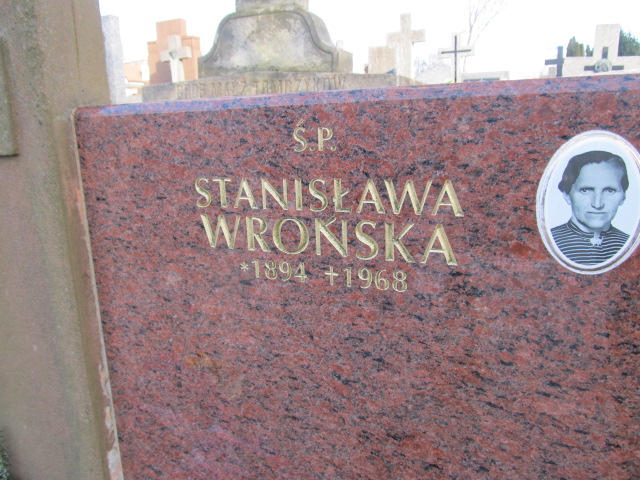 Ś.P.
STANISŁAWA
WROŃSKA
*1894 +1968